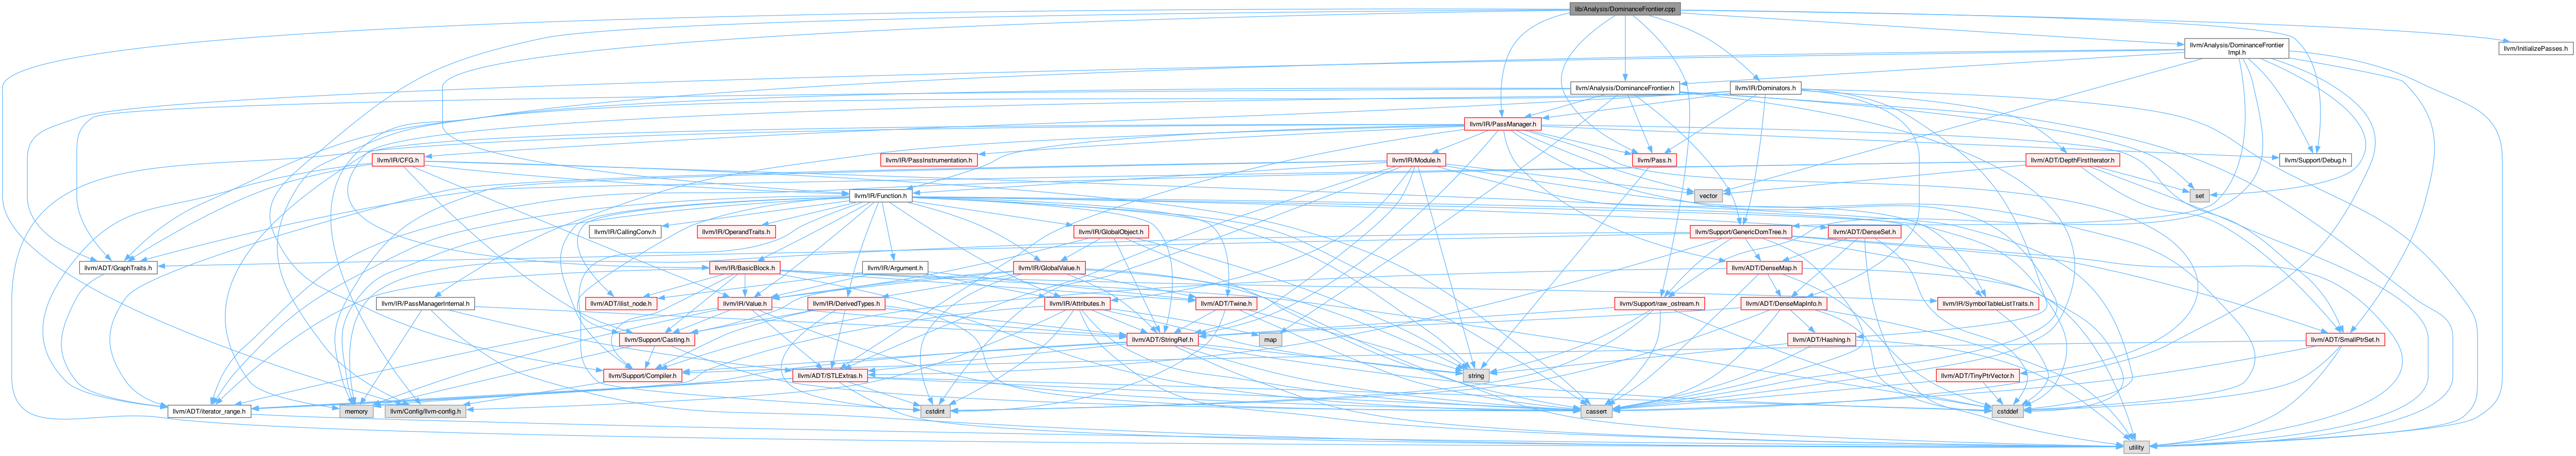 lib/Analysis/DominanceFrontier.cpp
llvm/Analysis/DominanceFrontier
Impl.h
llvm/InitializePasses.h
llvm/Analysis/DominanceFrontier.h
llvm/IR/Dominators.h
llvm/IR/PassManager.h
llvm/IR/CFG.h
llvm/IR/PassInstrumentation.h
llvm/IR/Module.h
llvm/Pass.h
llvm/ADT/DepthFirstIterator.h
llvm/Support/Debug.h
llvm/IR/Function.h
vector
set
llvm/IR/CallingConv.h
llvm/IR/OperandTraits.h
llvm/IR/GlobalObject.h
llvm/Support/GenericDomTree.h
llvm/ADT/DenseSet.h
llvm/ADT/GraphTraits.h
llvm/IR/BasicBlock.h
llvm/IR/Argument.h
llvm/IR/GlobalValue.h
llvm/ADT/DenseMap.h
llvm/IR/PassManagerInternal.h
llvm/ADT/ilist_node.h
llvm/IR/Value.h
llvm/IR/DerivedTypes.h
llvm/IR/Attributes.h
llvm/ADT/Twine.h
llvm/Support/raw_ostream.h
llvm/ADT/DenseMapInfo.h
llvm/IR/SymbolTableListTraits.h
llvm/Support/Casting.h
llvm/ADT/StringRef.h
map
llvm/ADT/Hashing.h
llvm/ADT/SmallPtrSet.h
llvm/Support/Compiler.h
llvm/ADT/STLExtras.h
string
llvm/ADT/TinyPtrVector.h
llvm/ADT/iterator_range.h
memory
llvm/Config/llvm-config.h
cstdint
cassert
cstddef
utility